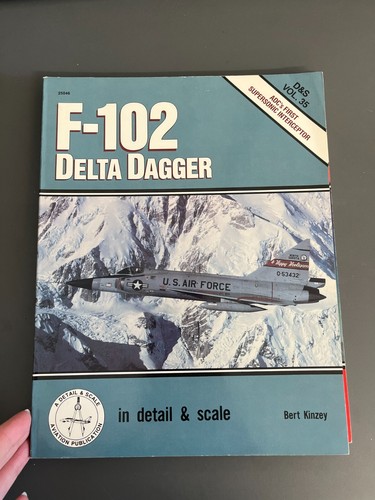 25046
D&S
VOL. 35
ADC's FIRST
SUPERSONIC INTERCEPTOR
F-102
DELTA DAGGER
U.S. AIR FORCE
0-53432
A DETAIL & SCALE
AVIATION PUBLICATION
in detail & scale
Bert Kinzey